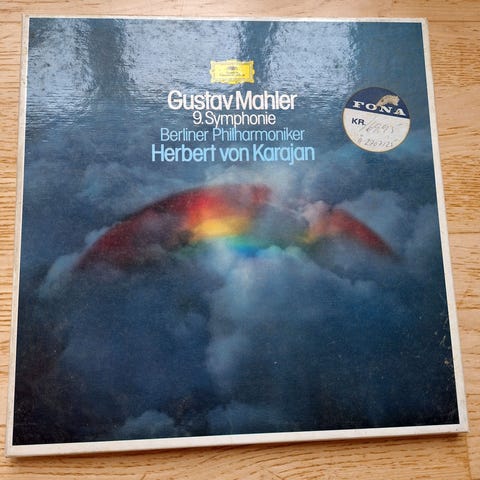 Gustav Mahler
9. Symphonie
Berliner Philharmoniker
Herbert von Karajan
FONA
KR.